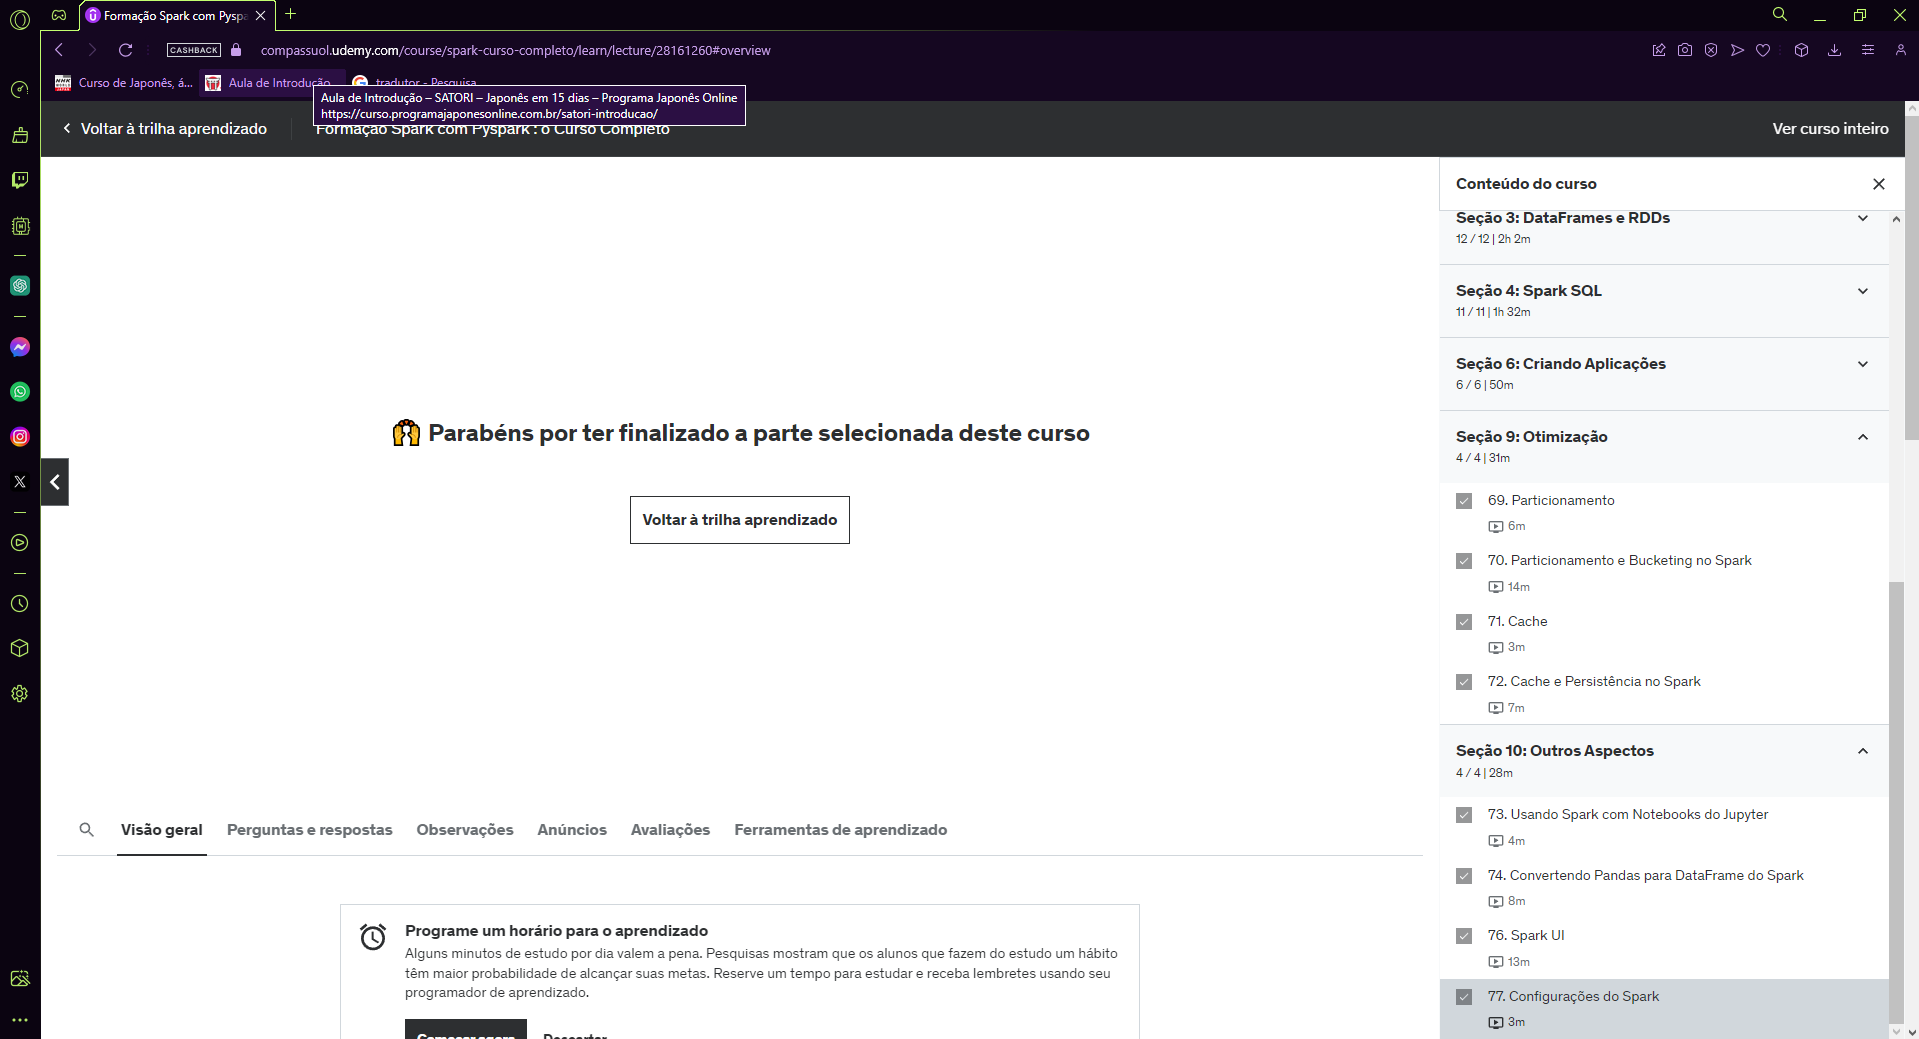 Formação Spark com Pyspa
CASHBACK
compassuol.udemy.com/course/spark-curso-completo/learn/lecture/28161260#overview
Curso de Japonês, á...
Aula de Introdução
tradutor - Pesquisa
Aula de Introdução – SATORI – Japonês em 15 dias – Programa Japonês Online
https://curso.programajaponesonline.com.br/satori-introducao/
Voltar à trilha aprendizado
Formação Spark com Pyspark : o Curso Completo
Ver curso inteiro
Parabéns por ter finalizado a parte selecionada deste curso
Voltar à trilha aprendizado
Visão geral
Perguntas e respostas
Observações
Anúncios
Avaliações
Ferramentas de aprendizado
Programe um horário para o aprendizado
Alguns minutos de estudo por dia valem a pena. Pesquisas mostram que os alunos que fazem do estudo um hábito
têm maior probabilidade de alcançar suas metas. Reserve um tempo para estudar e receba lembretes usando seu
programador de aprendizado.
Começar agora
Descartar
Conteúdo do curso
Seção 3: DataFrames e RDDs
12 / 12 | 2h 2m
Seção 4: Spark SQL
11 / 11 | 1h 32m
Seção 6: Criando Aplicações
6 / 6 | 50m
Seção 9: Otimização
4 / 4 | 31m
69. Particionamento
6m
70. Particionamento e Bucketing no Spark
14m
71. Cache
3m
72. Cache e Persistência no Spark
7m
Seção 10: Outros Aspectos
4 / 4 | 28m
73. Usando Spark com Notebooks do Jupyter
4m
74. Convertendo Pandas para DataFrame do Spark
8m
76. Spark UI
13m
77. Configurações do Spark
3m